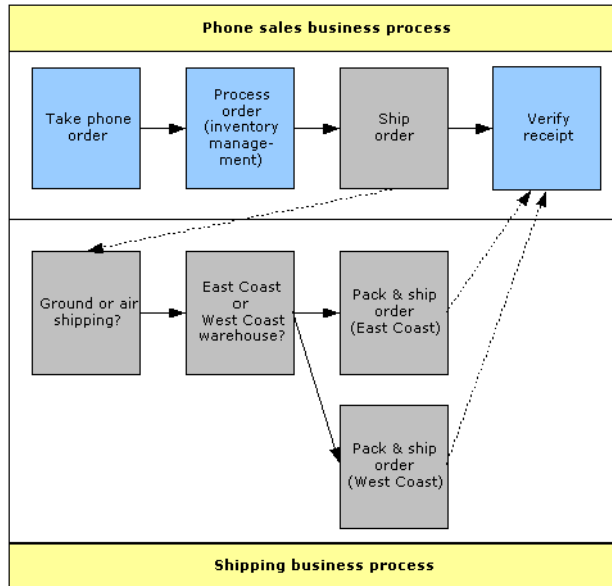 Phone sales business process
Take phone
order
Process
order
(inventory
manage-
ment)
Ship
order
Verify
receipt
Ground or air
shipping?
East Coast
or
West Coast
warehouse?
Pack & ship
order
(East Coast)
Pack & ship
order
(West Coast)
Shipping business process